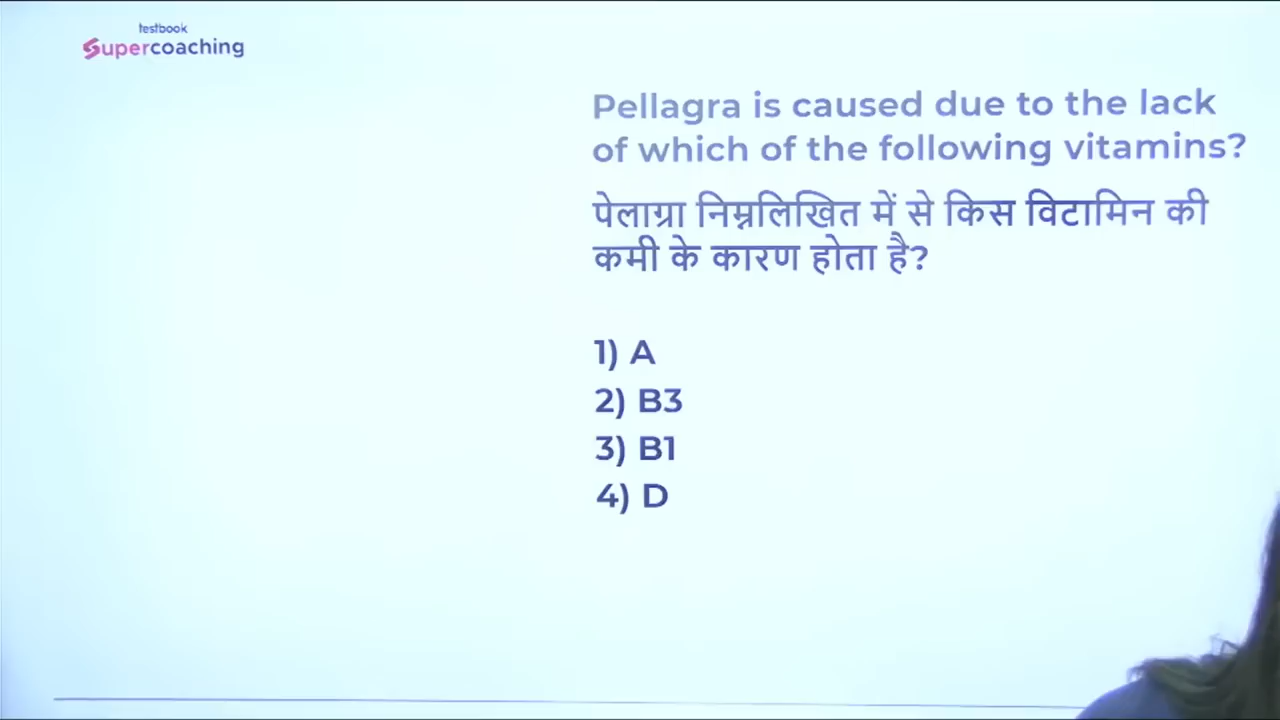 testbook
Supercoaching
Pellagra is caused due to the lack
of which of the following vitamins?
पेलाग्रा निम्नलिखित में से किस विटामिन की
कमी के कारण होता है?
1) A
2) B3
3) B1
4) D